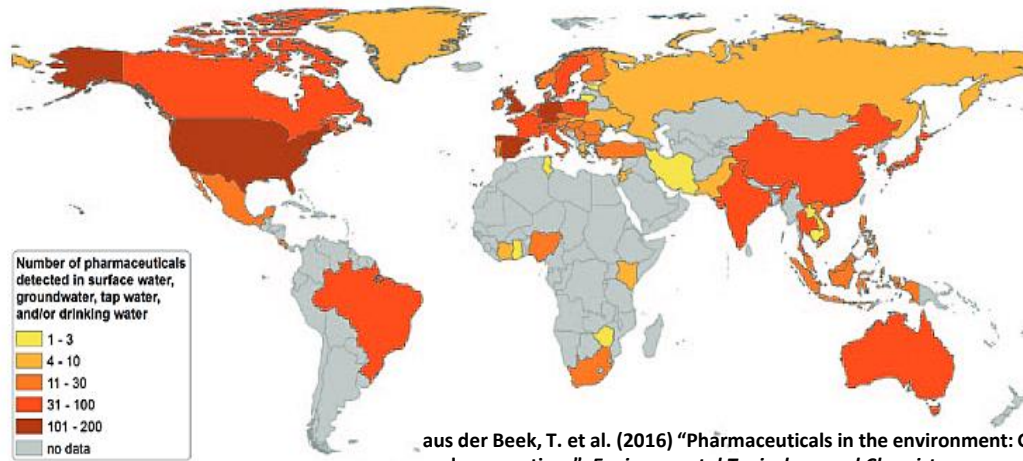 Number of pharmaceuticals
detected in surface water,
groundwater, tap water,
and/or drinking water
1 - 3
4 - 10
11 - 30
31 - 100
101 - 200
no data
aus der Beek, T. et al. (2016) “Pharmaceuticals in the environment: G